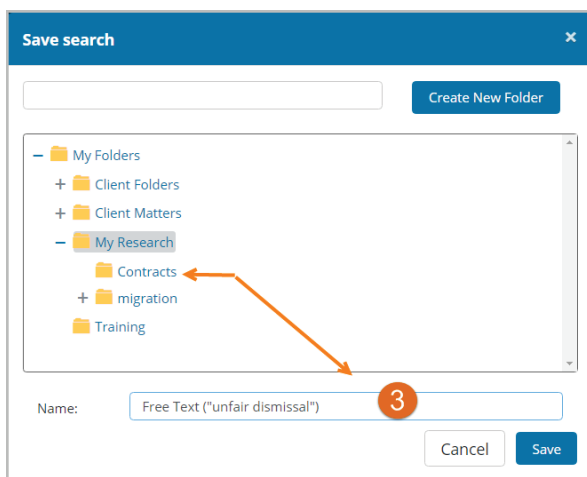 Save search
×
Create New Folder
− My Folders
+ Client Folders
+ Client Matters
− My Research
Contracts
+ migration
Training
Name: Free Text ("unfair dismissal")
3
Cancel Save